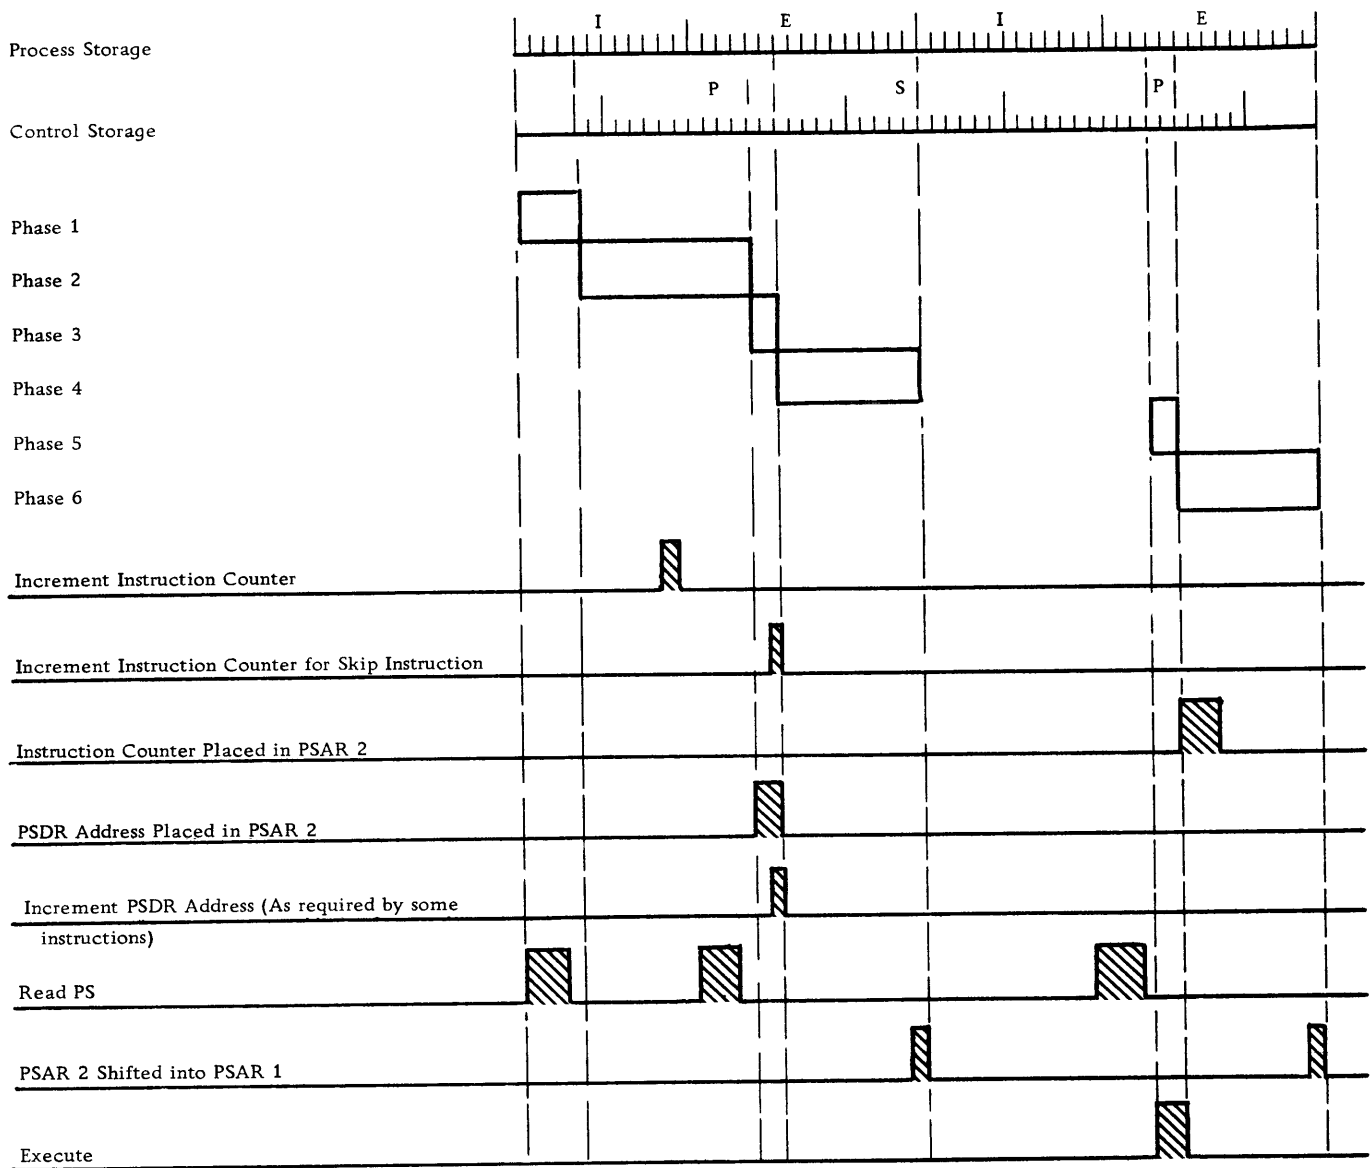 I E I E
Process Storage
P S P
Control Storage
Phase 1
Phase 2
Phase 3
Phase 4
Phase 5
Phase 6
Increment Instruction Counter
Increment Instruction Counter for Skip Instruction
Instruction Counter Placed in PSAR 2
PSDR Address Placed in PSAR 2
Increment PSDR Address (As required by some
instructions)
Read PS
PSAR 2 Shifted into PSAR 1
Execute